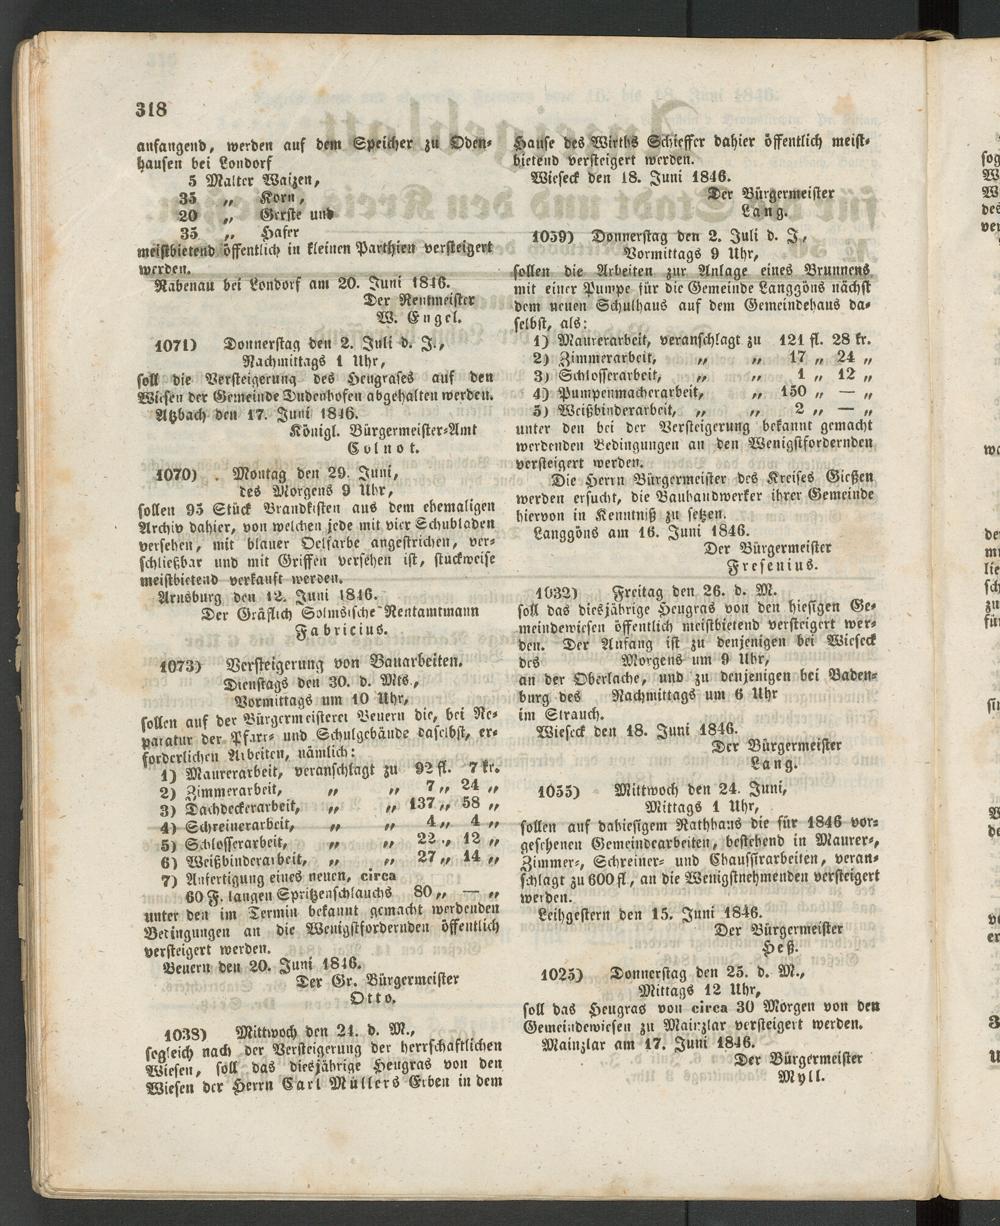 318
anfangend, werden auf dem Speicher zu Oden-
hausen bei Londorf
5 Malter Waizen,
35 „ Korn,
20 „ Gerste und
35 „ Hafer
meistbietend öffentlich in kleinen Parthien versteigert
werden.
Rabenau bei Londorf am 20. Juni 1846.
Der Rentmeister
W. Engel.
1071) Donnerstag den 2. Juli d. J.,
Nachmittags 1 Uhr,
soll die Versteigerung des Heugrases auf den
Wiesen der Gemeinde Dudenhofen abgehalten werden.
Atzbach den 17. Juni 1846.
Königl. Bürgermeister-Amt
Colnot.
1070) Montag den 29. Juni,
des Morgens 9 Uhr,
sollen 95 Stück Brandkisten aus dem ehemaligen
Archiv dahier, von welchen jede mit vier Schubladen
versehen, mit blauer Oelfarbe angestrichen, ver-
schließbar und mit Griffen versehen ist, stückweise
meistbietend verkauft werden.
Arnsburg den 12. Juni 1846.
Der Gräflich Solmsische Rentamtmann
Fabricius.
1073) Versteigerung von Bauarbeiten.
Dienstags den 30. d. Mts.,
Vormittags um 10 Uhr,
sollen auf der Bürgermeisterei Beuern die, bei Re-
paratur der Pfarr- und Schulgebäude daselbst, er-
forderlichen Arbeiten, nämlich:
1) Maurerarbeit, veranschlagt zu 92 fl. 7 kr.
2) Zimmerarbeit, „ „ 7 „ 24 „
3) Dachdeckerarbeit, „ „ 137 „ 58 „
4) Schreinerarbeit, „ „ 4 „ 4 „
5) Schlosserarbeit, „ „ 22 „ 12 „
6) Weißbinderarbeit, „ „ 27 „ 14 „
7) Anfertigung eines neuen, circa
60 F. langen Spritzenschlauchs 80 „ — „
unter den im Termin bekannt gemacht werdenden
Bedingungen an die Wenigstfordernden öffentlich
versteigert werden.
Beuern den 20. Juni 1846.
Der Gr. Bürgermeister
Otto.
1038) Mittwoch den 24. d. M.,
sogleich nach der Versteigerung der herrschaftlichen
Wiesen, soll das diesjährige Heugras von den
Wiesen der Herrn Carl Müllers Erben in dem
Hause des Wirths Schieffer dahier öffentlich meist-
bietend versteigert werden.
Wieseck den 18. Juni 1846.
Der Bürgermeister
Lang.
1059) Donnerstag den 2. Juli d. J.,
Vormittags 9 Uhr,
sollen die Arbeiten zur Anlage eines Brunnens
mit einer Pumpe für die Gemeinde Langgöns nächst
dem neuen Schulhaus auf dem Gemeindehaus da-
selbst, als:
1) Maurerarbeit, veranschlagt zu 121 fl. 28 kr.
2) Zimmerarbeit, „ „ 17 „ 24 „
3) Schlosserarbeit, „ „ 1 „ 12 „
4) Pumpenmacherarbeit, „ 150 „ — „
5) Weißbinderarbeit, „ „ 2 „ — „
unter den bei der Versteigerung bekannt gemacht
werdenden Bedingungen an den Wenigstfordernden
versteigert werden.
Die Herrn Bürgermeister des Kreises Gießen
werden ersucht, die Bauhandwerker ihrer Gemeinde
hiervon in Kenntniß zu setzen.
Langgöns am 16. Juni 1846.
Der Bürgermeister
Fresenius.
1032) Freitag den 26. d. M.
soll das diesjährige Heugras von den hiesigen Ge-
meindewiesen öffentlich meistbietend versteigert wer-
den. Der Anfang ist zu denjenigen bei Wieseck
des Morgens um 9 Uhr,
an der Oberlache, und zu denjenigen bei Baden-
burg des Nachmittags um 6 Uhr
im Strauch.
Wieseck den 18. Juni 1846.
Der Bürgermeister
Lang.
1055) Mittwoch den 24. Juni,
Mittags 1 Uhr,
sollen auf dahiesigem Rathhaus die für 1846 vor-
gesehenen Gemeindearbeiten, bestehend in Maurer-,
Zimmer-, Schreiner- und Chaussirarbeiten, veran-
schlagt zu 600 fl., an die Wenigstnehmenden versteigert
werden.
Leihgestern den 15. Juni 1846.
Der Bürgermeister
Heß.
1025) Donnerstag den 25. d. M.,
Mittags 12 Uhr,
soll das Heugras von circa 30 Morgen von den
Gemeindewiesen zu Mainzlar versteigert werden.
Mainzlar am 17. Juni 1846.
Der Bürgermeister
Myll.